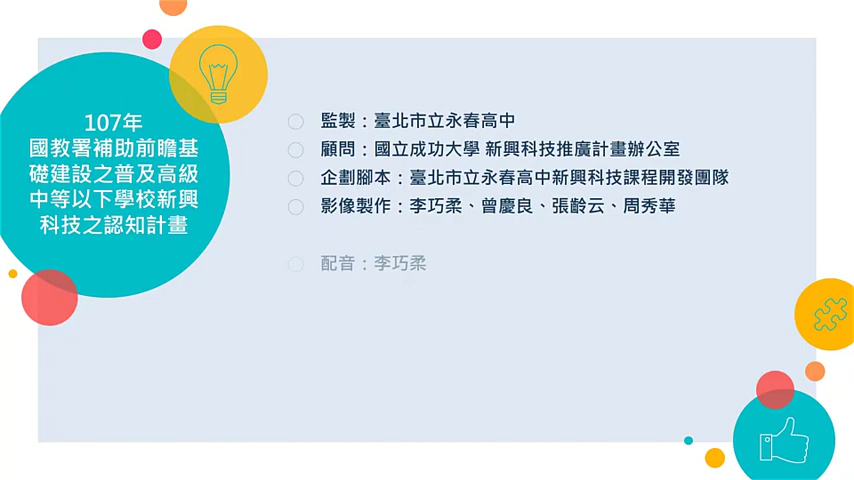 107年
國教署補助前瞻基
礎建設之普及高級
中等以下學校新興
科技之認知計畫
監製：臺北市立永春高中
顧問：國立成功大學 新興科技推廣計畫辦公室
企劃腳本：臺北市立永春高中新興科技課程開發團隊
影像製作：李巧柔、曾慶良、張齡云、周秀華
配音：李巧柔